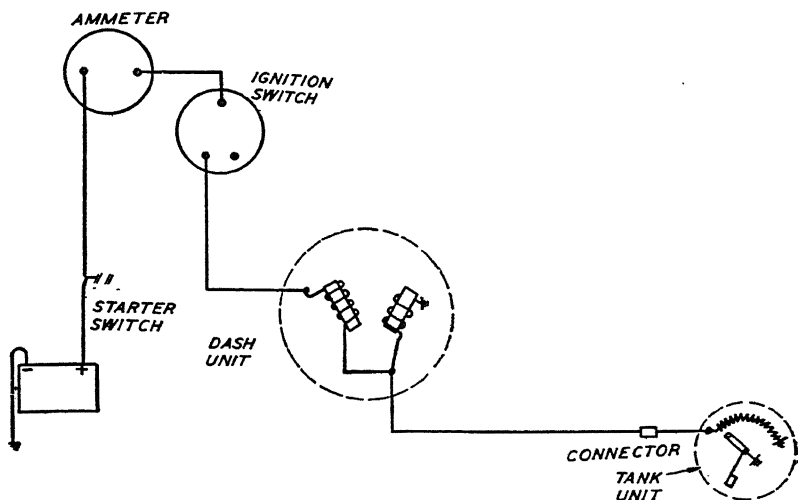 AMMETER
IGNITION
SWITCH
STARTER
SWITCH
DASH
UNIT
- +
CONNECTOR
TANK
UNIT